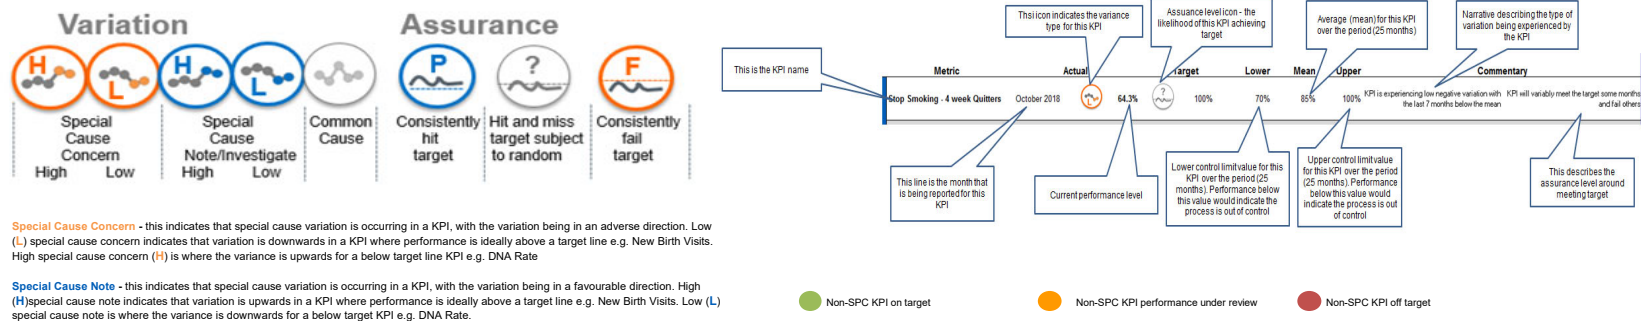 Variation
Assurance
H
L
H
L
P
?
F
Special
Cause
Concern
High Low
Special
Cause
Note/Investigate
High Low
Common
Cause
Consistently
hit
target
Hit and miss
target subject
to random
Consistently
fail
target
Special Cause Concern - this indicates that special cause variation is occurring in a KPI, with the variation being in an adverse direction. Low
(L) special cause concern indicates that variation is downwards in a KPI where performance is ideally above a target line e.g. New Birth Visits.
High special cause concern (H) is where the variance is upwards for a below target line KPI e.g. DNA Rate
Special Cause Note - this indicates that special cause variation is occurring in a KPI, with the variation being in a favourable direction. High
(H)special cause note indicates that variation is upwards in a KPI where performance is ideally above a target line e.g. New Birth Visits. Low (L)
special cause note is where the variance is downwards for a below target KPI e.g. DNA Rate.
This is the KPI name
Thsi icon indicates the variance
type for this KPI
Assuance level icon - the
likelihood of this KPI achieving
target
Average (mean) for this KPI
over the period (25 months)
Narrative describing the type of
variation being experienced by
the KPI
Metric Actual Target Lower Mean Upper Commentary
Stop Smoking - 4 week Quitters October 2018 L 64.3% ? 100% 70% 85% 100% KPI is experiencing low negative variation with KPI will variably meet the target some months
the last 7 months below the mean and fail others
This line is the month that
is being reported for this
KPI
Current performance level
Lower control limit value for this
KPI over the period (25
months). Performance below
this value would indicate the
process is out of control
Upper control limit value
for this KPI over the period
(25 months). Performance
below this value would
indicate the process is out
of control
This describes the
assurance level around
meeting target
Non-SPC KPI on target
Non-SPC KPI performance under review
Non-SPC KPI off target